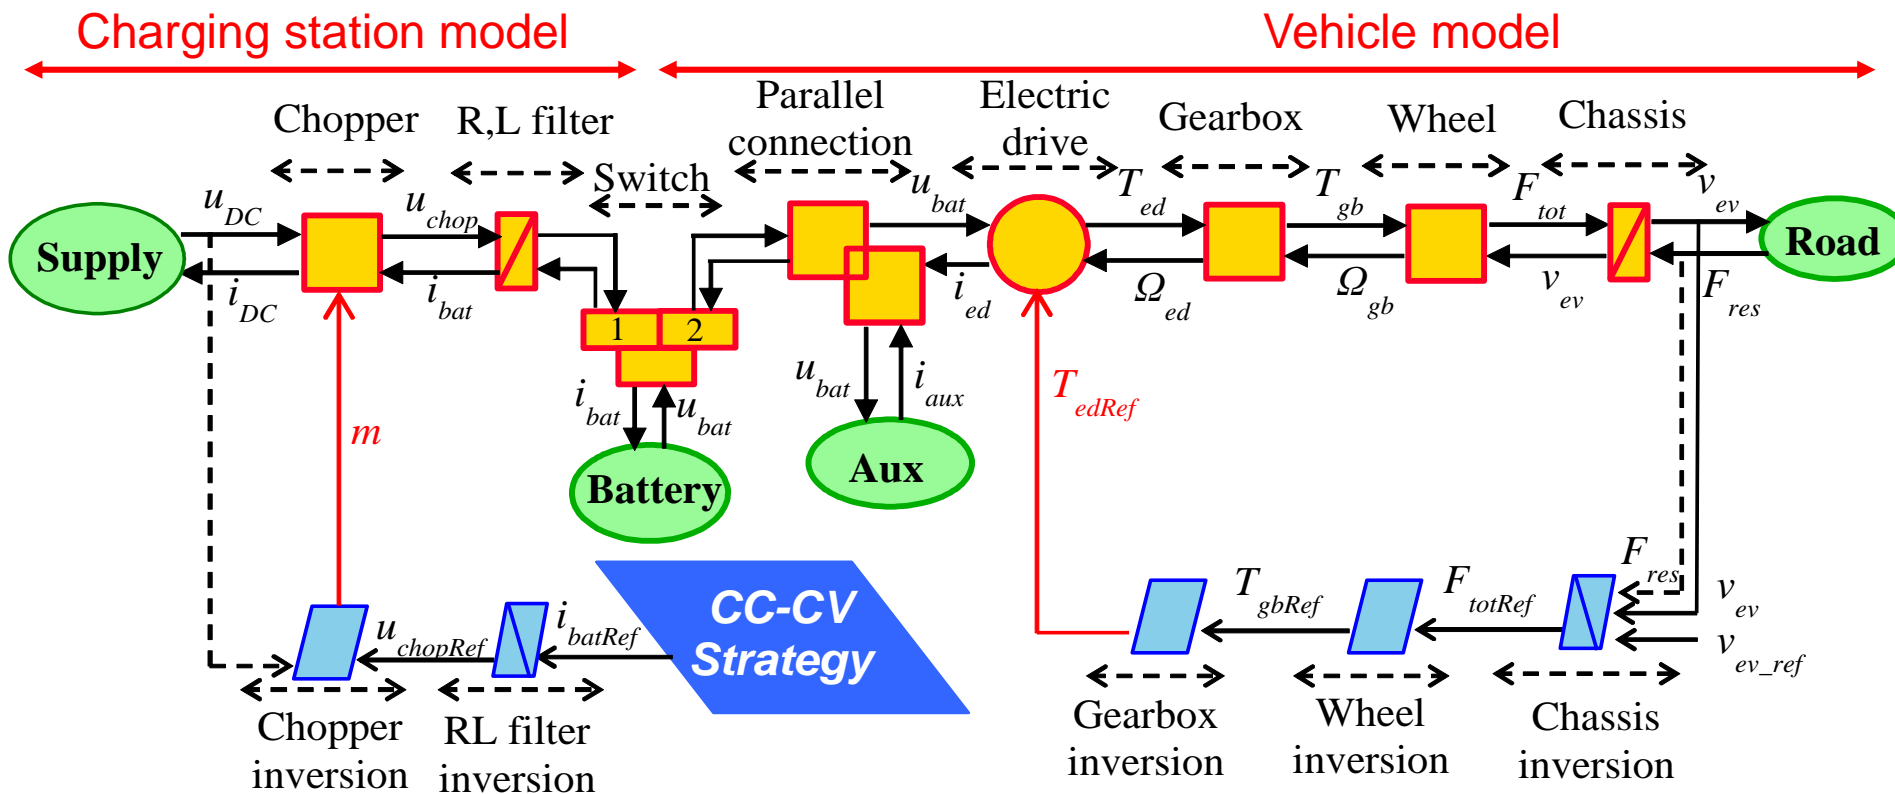 Charging station model
Vehicle model
Chopper
R,L filter
Switch
Parallel
connection
Electric
drive
Gearbox
Wheel
Chassis
u_DC
u_chop
u_bat
T_ed
T_gb
F_tot
v_ev
Supply
Road
i_DC
i_bat
i_ed
Ω_ed
Ω_gb
v_ev
F_res
1
2
i_bat
u_bat
u_bat
i_aux
T_edRef
m
Battery
Aux
CC-CV
Strategy
u_chopRef
i_batRef
T_gbRef
F_totRef
F_res
v_ev
v_ev_ref
Chopper
inversion
RL filter
inversion
Gearbox
inversion
Wheel
inversion
Chassis
inversion